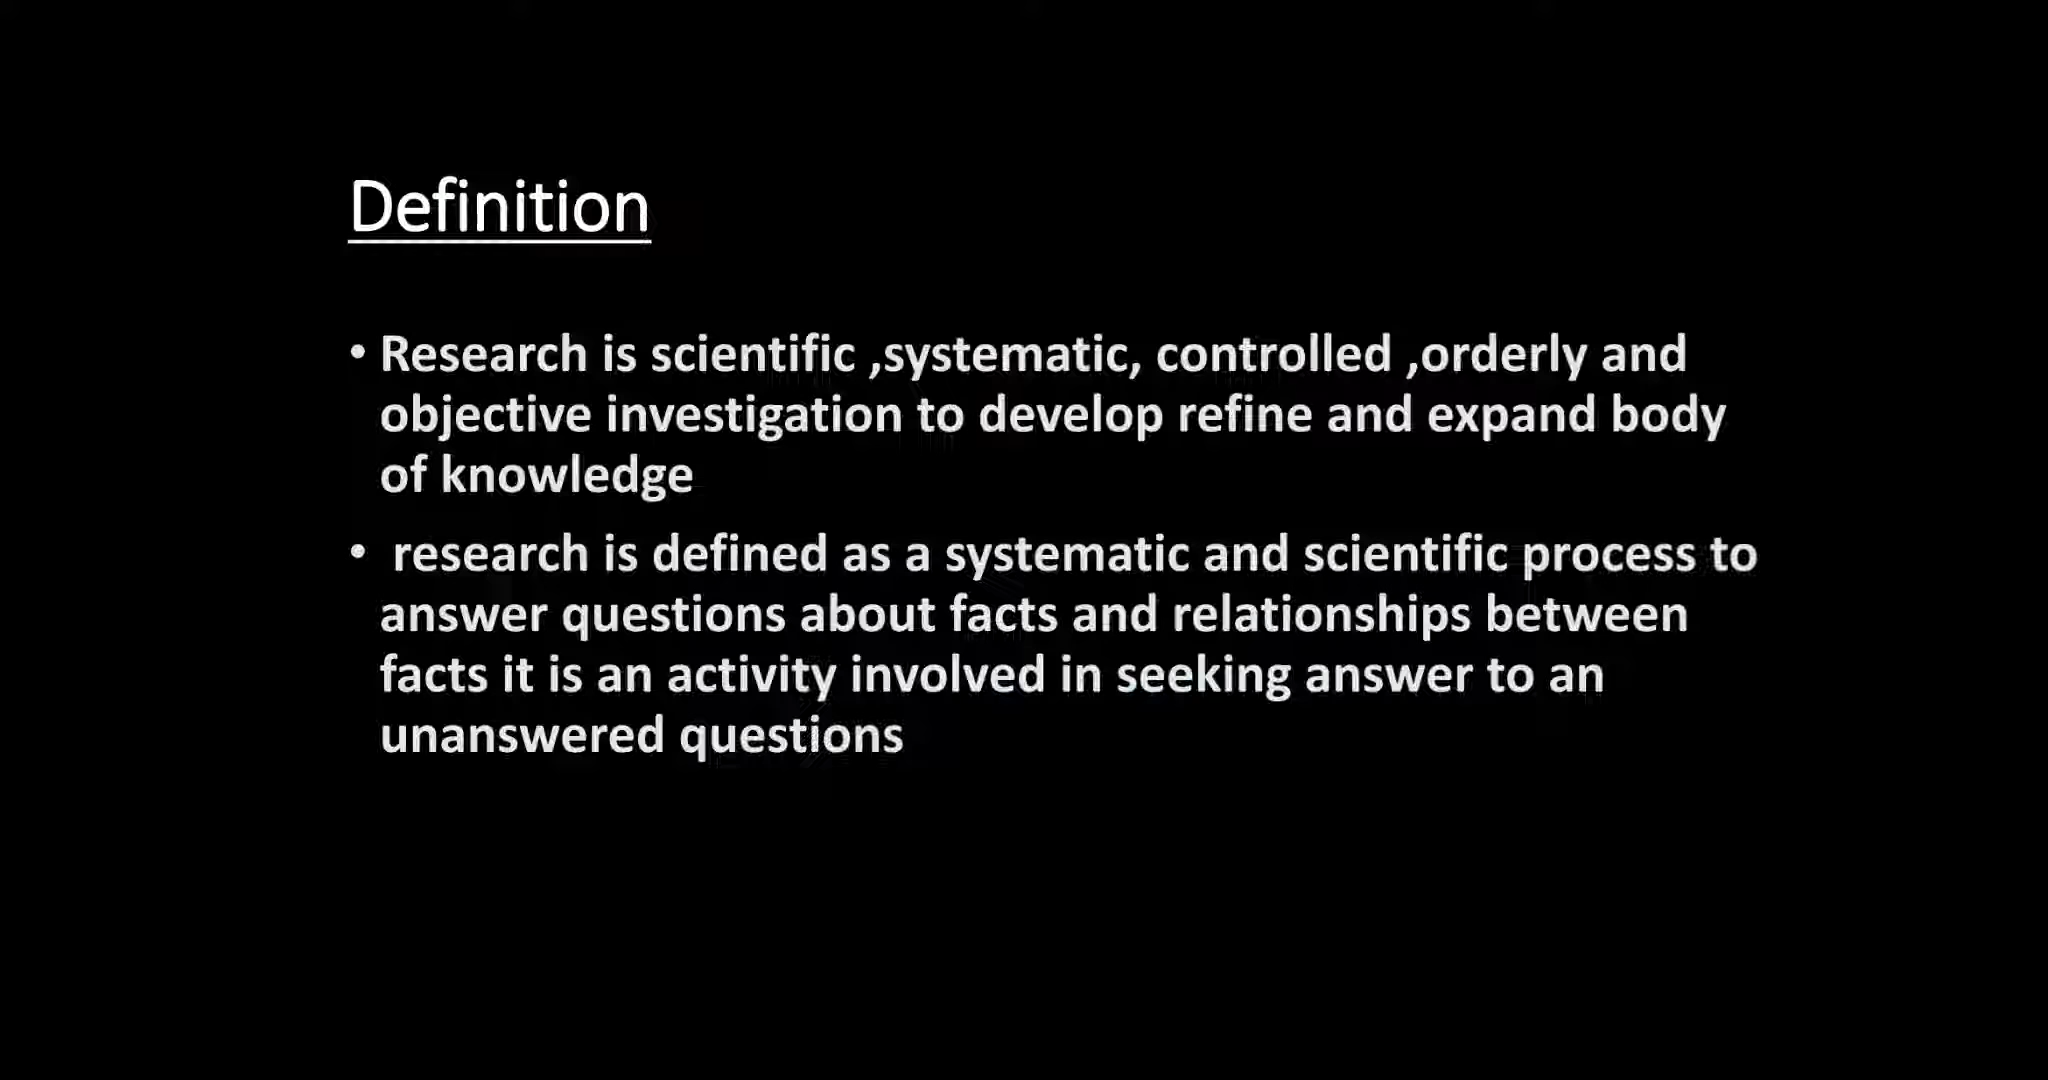 Definition
• Research is scientific ,systematic, controlled ,orderly and
objective investigation to develop refine and expand body
of knowledge
• research is defined as a systematic and scientific process to
answer questions about facts and relationships between
facts it is an activity involved in seeking answer to an
unanswered questions